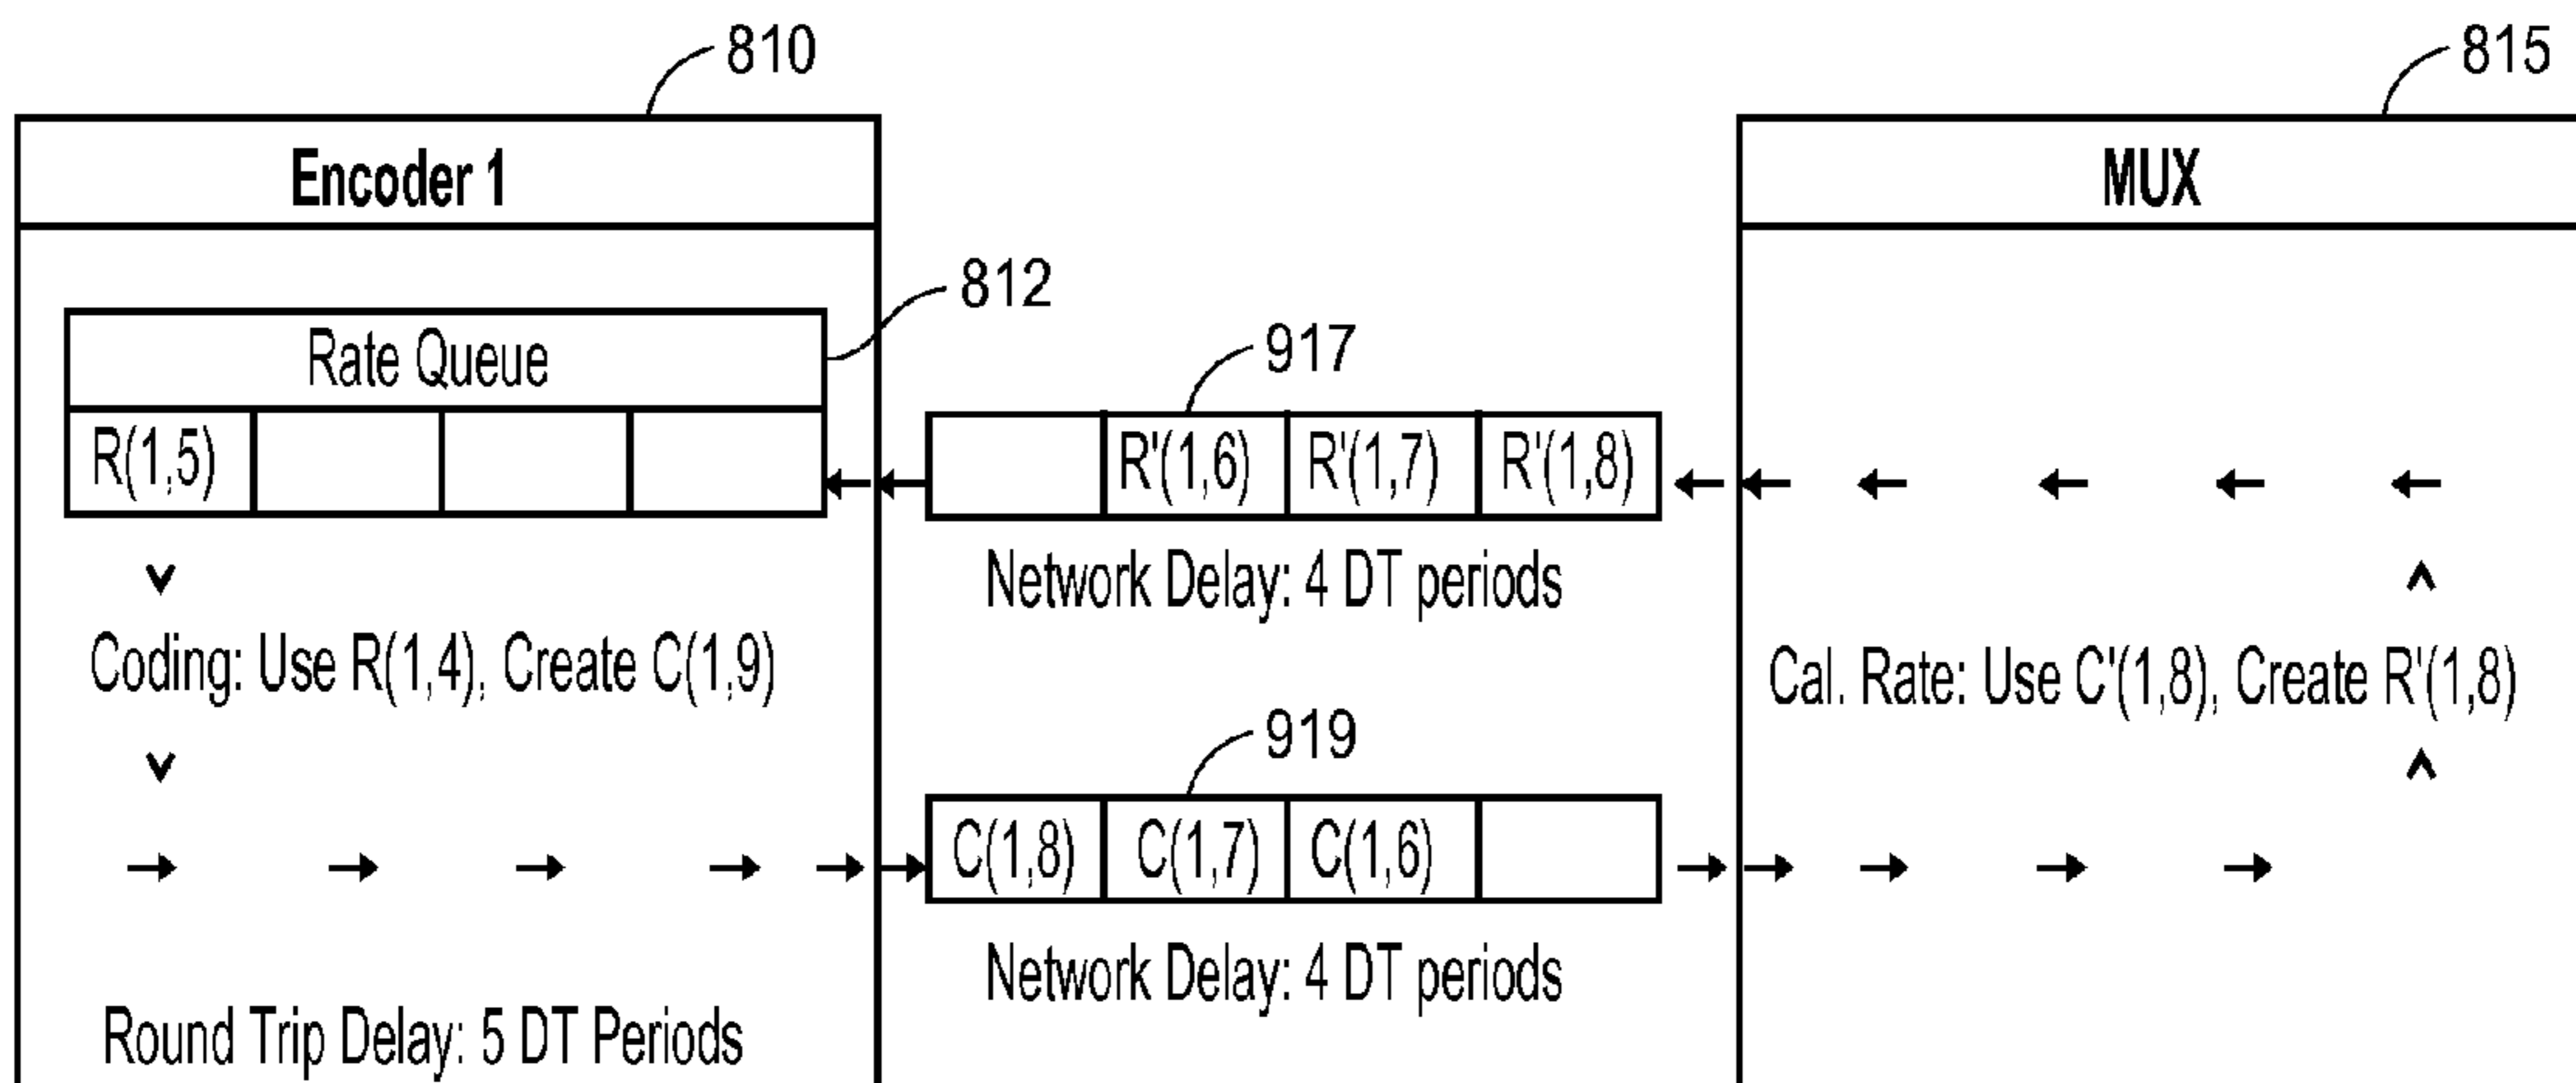 810
815
Encoder 1
MUX
812
Rate Queue
917
R(1,5)
R'(1,6) R'(1,7) R'(1,8)
Network Delay: 4 DT periods
Coding: Use R(1,4), Create C(1,9)
Cal. Rate: Use C'(1,8), Create R'(1,8)
919
C(1,8) C(1,7) C(1,6)
Network Delay: 4 DT periods
Round Trip Delay: 5 DT Periods